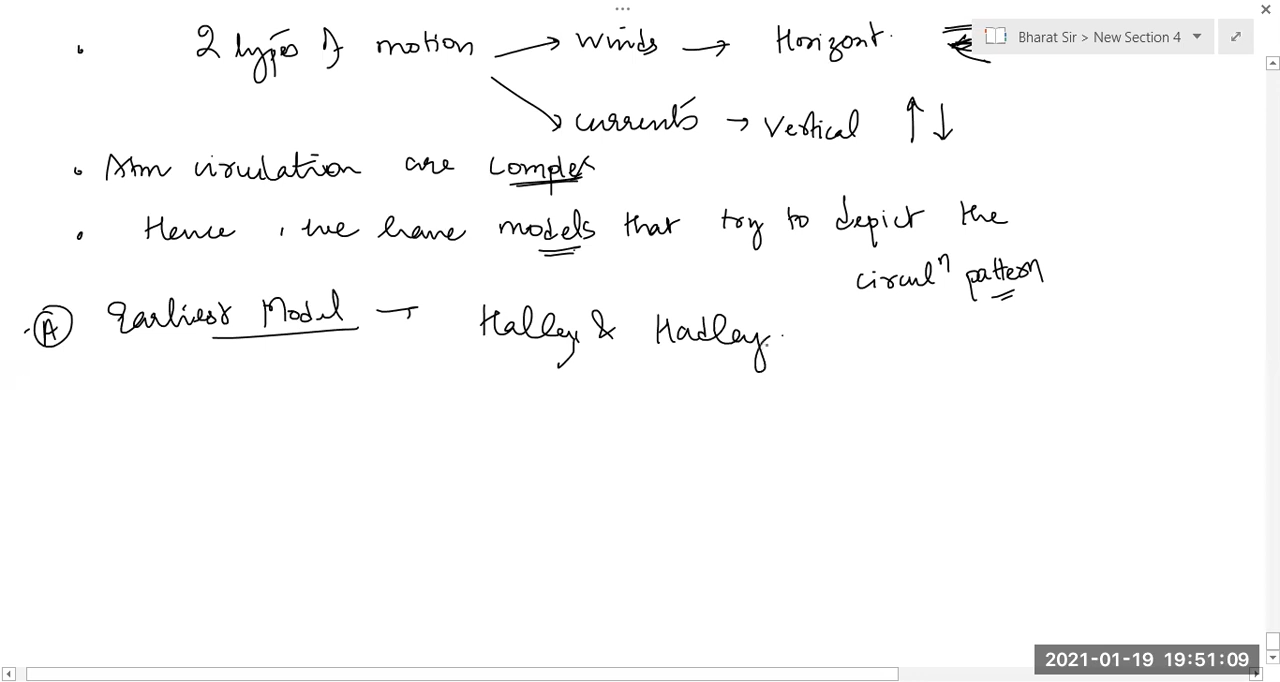 • 2 types of motion → Winds → Horizont.
Bharat Sir > New Section 4
→ currents → Vertical ↑↓
• Atm circulation are complex
• Hence, we have models that try to depict the
circulⁿ pattern
Ⓐ Earliest Model → Halley & Hadley.
2021-01-19 19:51:09